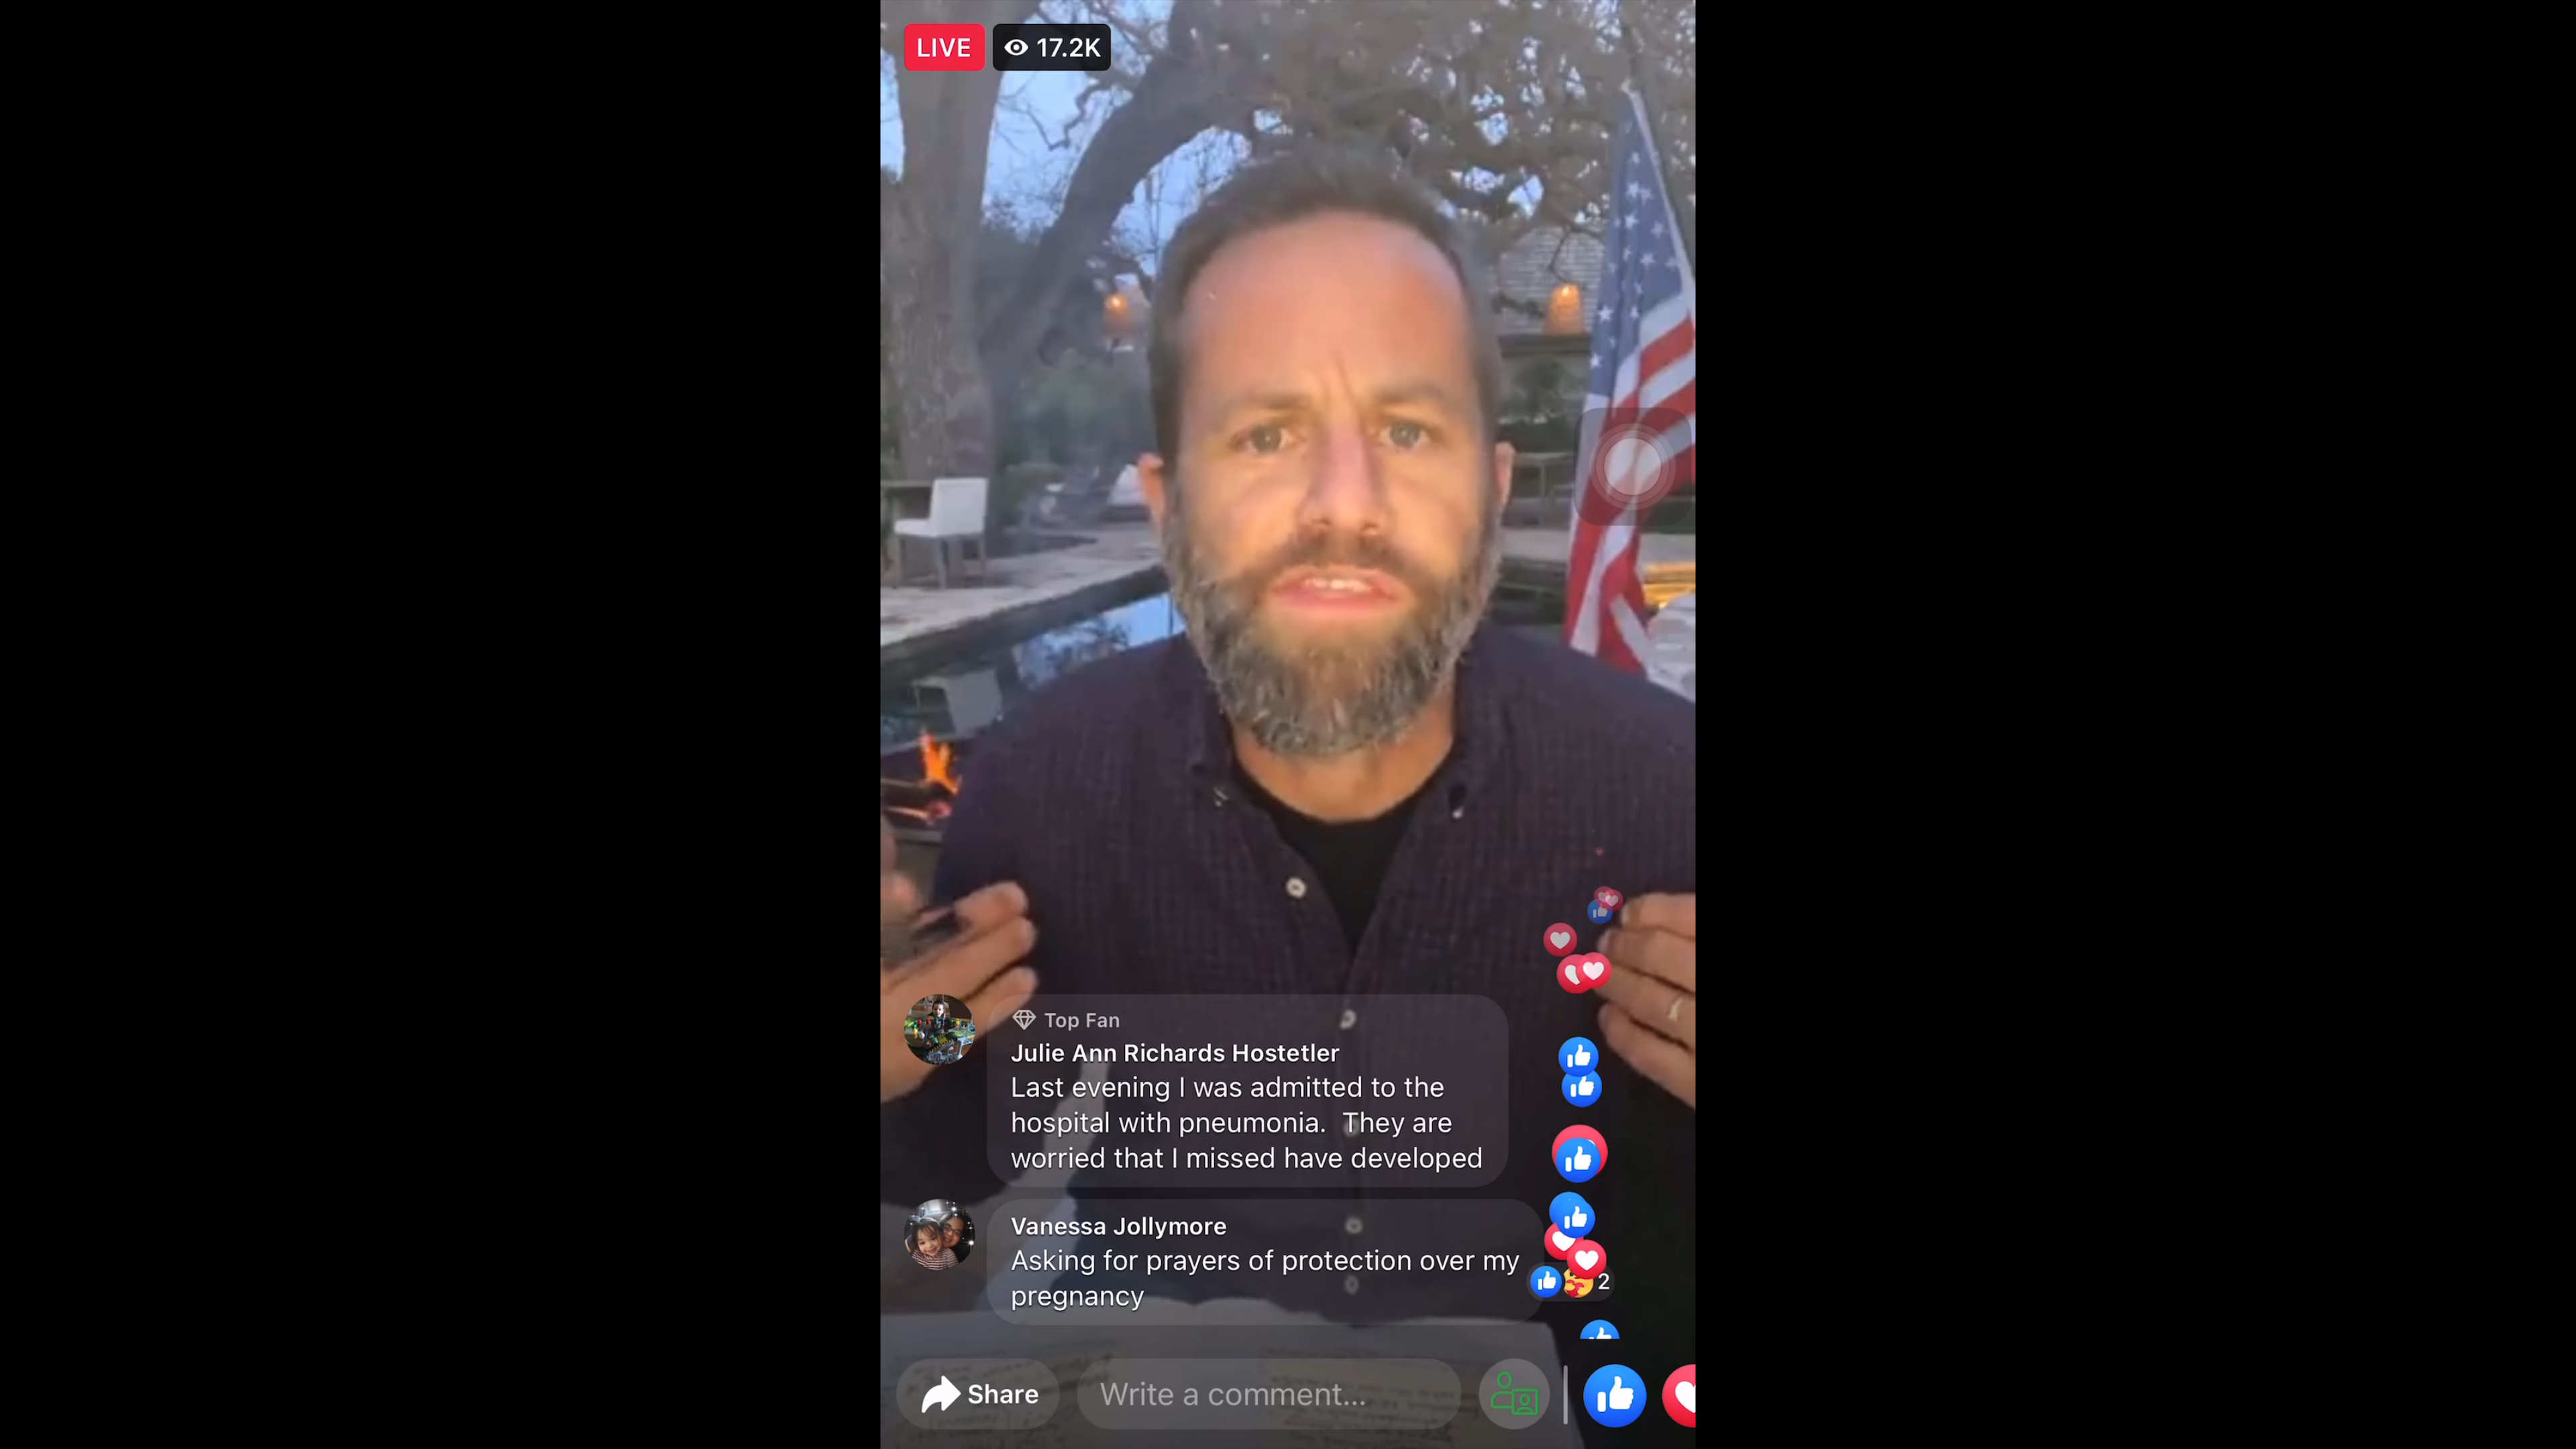 LIVE 17.2K
Top Fan
Julie Ann Richards Hostetler
Last evening I was admitted to the
hospital with pneumonia.  They are
worried that I missed have developed
Vanessa Jollymore
Asking for prayers of protection over my
pregnancy
2
Share
Write a comment...